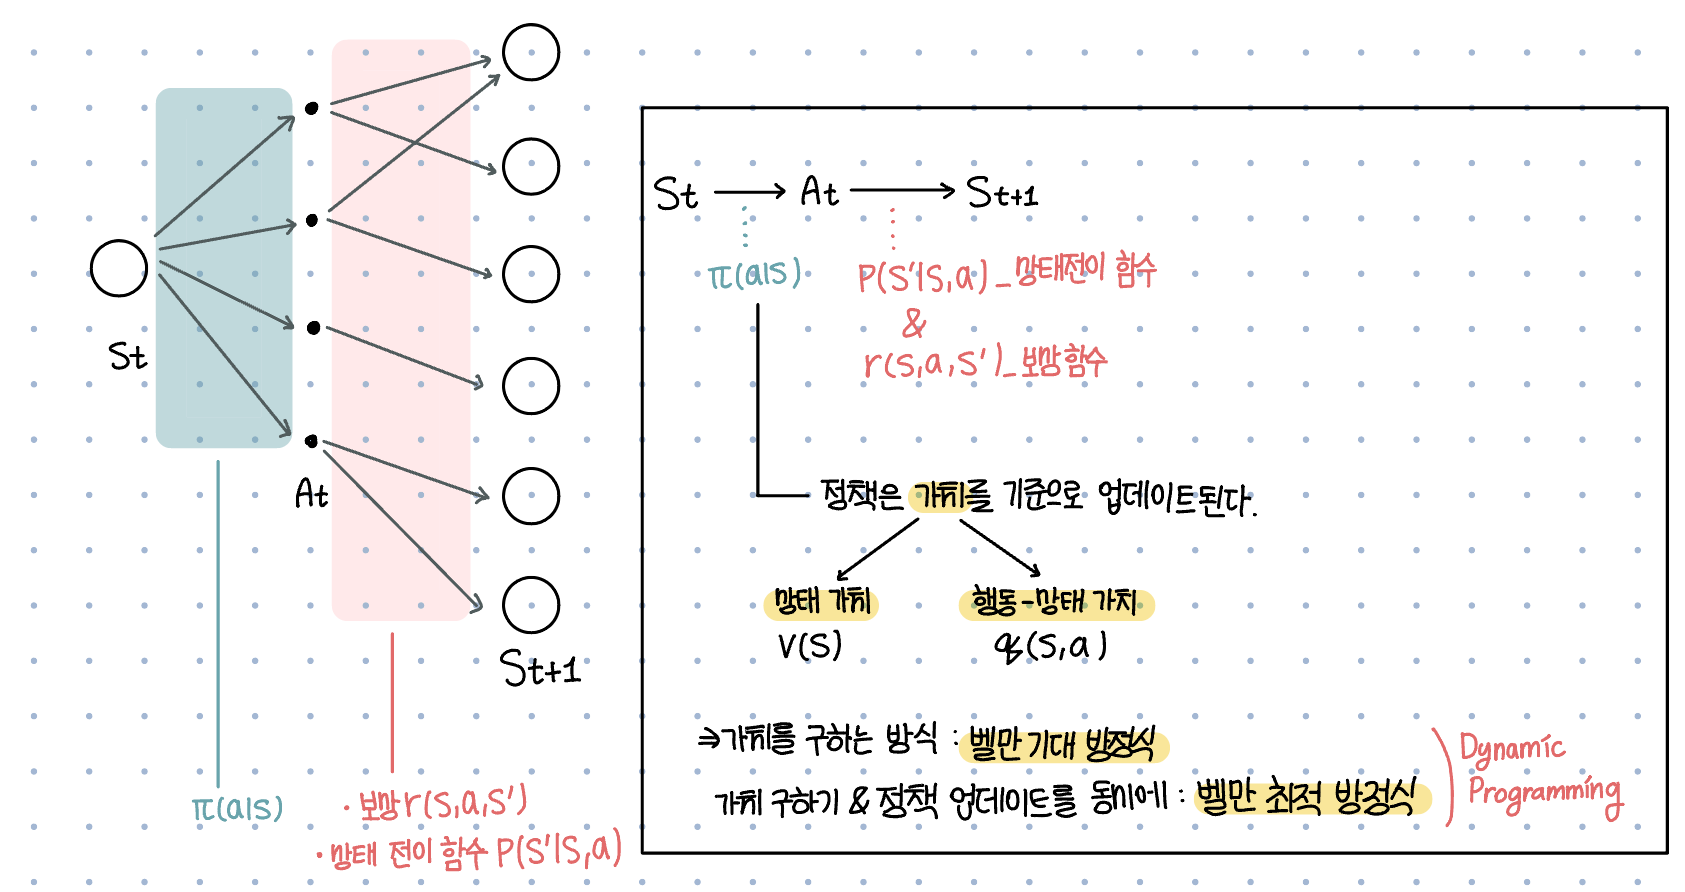 St
At
St+1
π(a|s)
· 보상 r(s,a,s')
· 상태 전이 함수 P(s'|s,a)
St → At → St+1
π(a|s)
P(s'|s,a) _ 상태전이 함수
&
r(s,a,s') _ 보상함수
정책은 가치를 기준으로 업데이트된다.
상태 가치
행동-상태 가치
v(s)
q(s,a)
⇒ 가치를 구하는 방식 : 벨만 기대 방정식
가치 구하기 & 정책 업데이트를 동시에 : 벨만 최적 방정식
Dynamic
Programming